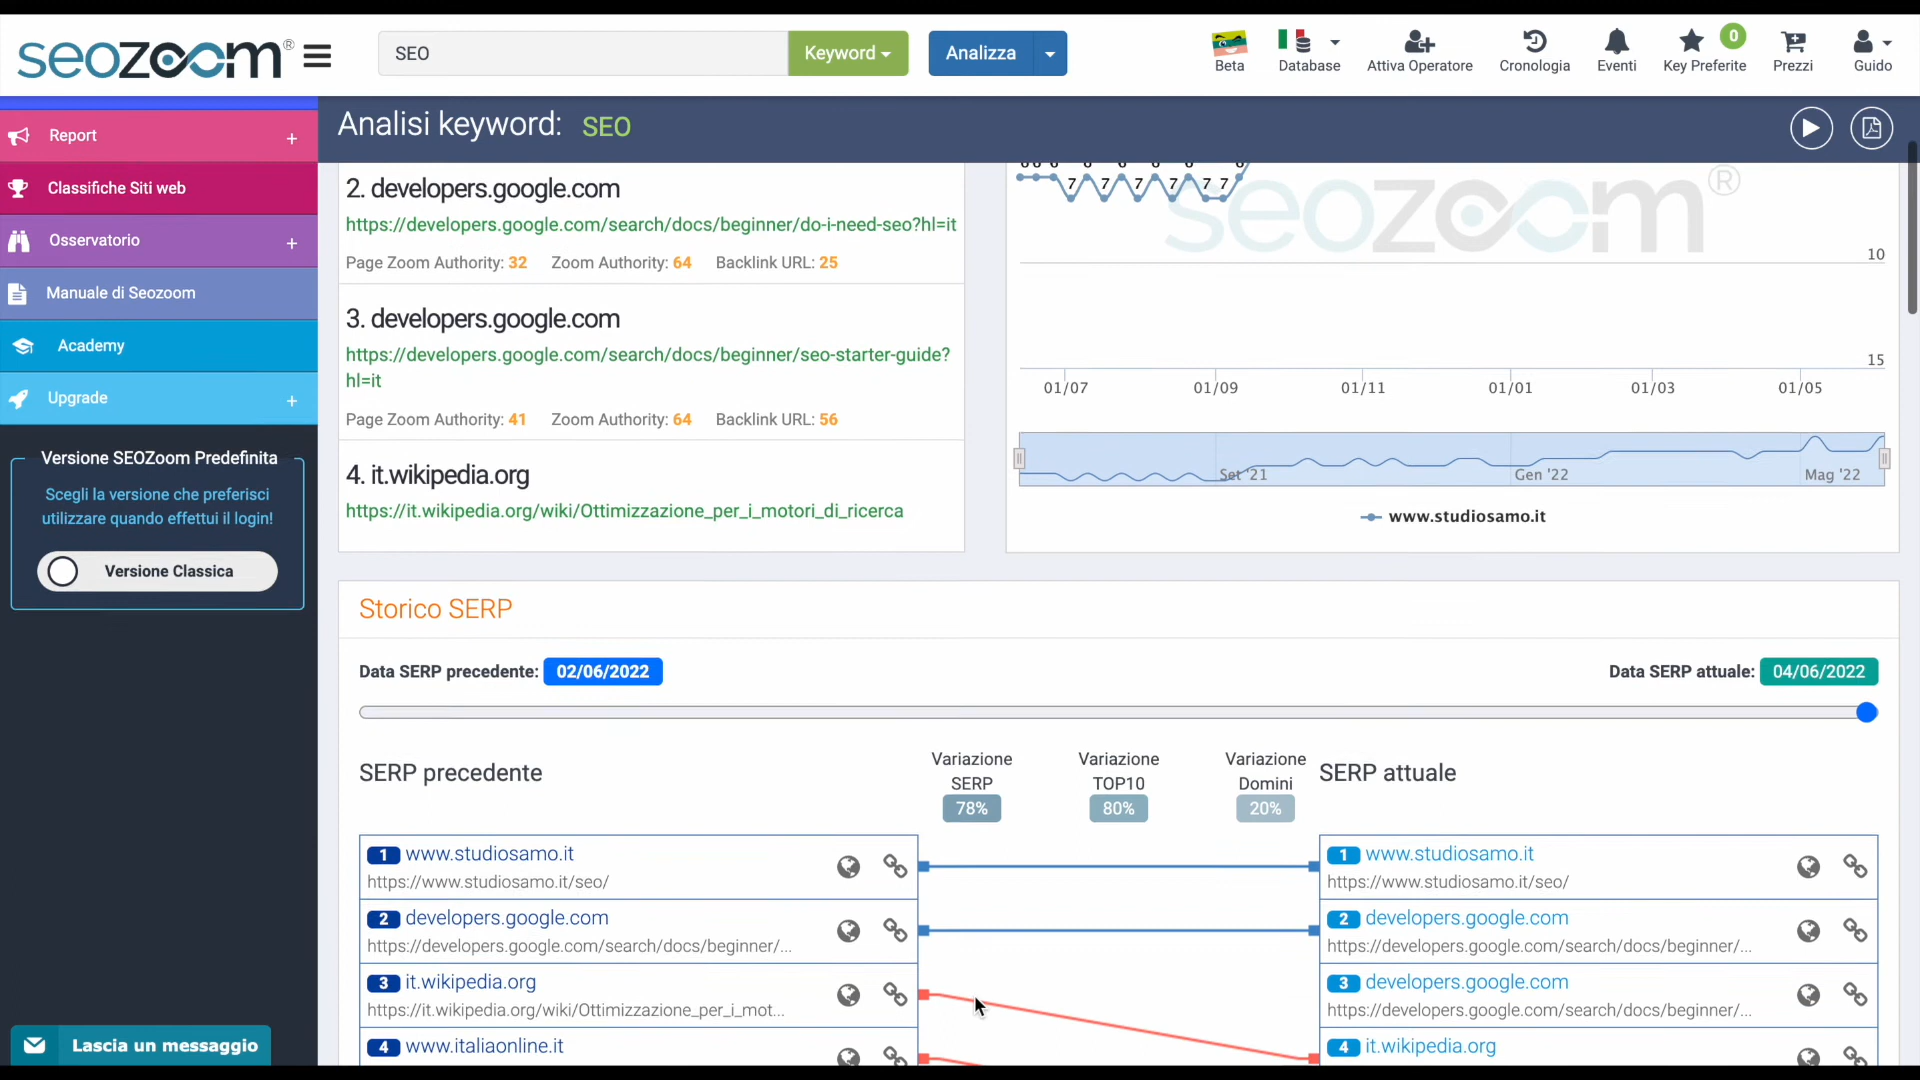 seozoom®
SEO
Keyword
Analizza
Beta
Database
Attiva Operatore
Cronologia
Eventi
0
Key Preferite
Prezzi
Guido
Report +
Classifiche Siti web
Osservatorio +
Manuale di Seozoom
Academy
Upgrade +
Versione SEOZoom Predefinita
Scegli la versione che preferisci
utilizzare quando effettui il login!
Versione Classica
Lascia un messaggio
Analisi keyword: SEO
2. developers.google.com
https://developers.google.com/search/docs/beginner/do-i-need-seo?hl=it
Page Zoom Authority: 32 Zoom Authority: 64 Backlink URL: 25
3. developers.google.com
https://developers.google.com/search/docs/beginner/seo-starter-guide?
hl=it
Page Zoom Authority: 41 Zoom Authority: 64 Backlink URL: 56
4. it.wikipedia.org
https://it.wikipedia.org/wiki/Ottimizzazione_per_i_motori_di_ricerca
7 7 7 7 7 7
seozoom®
10
15
01/07 01/09 01/11 01/01 01/03 01/05
Set '21 Gen '22 Mag '22
www.studiosamo.it
Storico SERP
Data SERP precedente: 02/06/2022
Data SERP attuale: 04/06/2022
SERP precedente
Variazione
SERP
78%
Variazione
TOP10
80%
Variazione
Domini
20%
SERP attuale
1 www.studiosamo.it
https://www.studiosamo.it/seo/
2 developers.google.com
https://developers.google.com/search/docs/beginner/...
3 it.wikipedia.org
https://it.wikipedia.org/wiki/Ottimizzazione_per_i_mot...
4 www.italiaonline.it
1 www.studiosamo.it
https://www.studiosamo.it/seo/
2 developers.google.com
https://developers.google.com/search/docs/beginner/...
3 developers.google.com
https://developers.google.com/search/docs/beginner/...
4 it.wikipedia.org